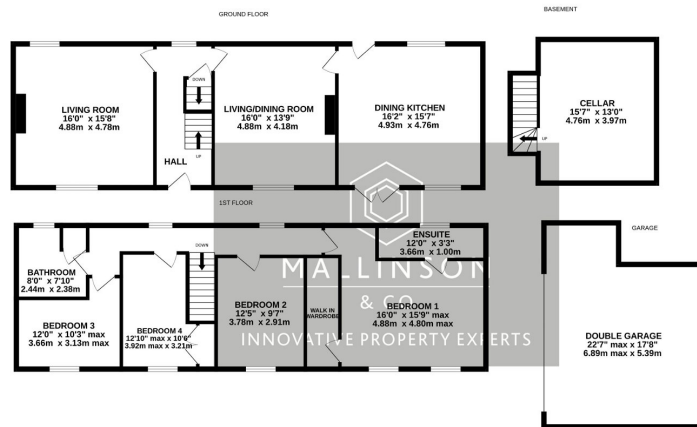 GROUND FLOOR
BASEMENT
LIVING ROOM
16'0" x 15'8"
4.88m x 4.78m
DOWN
UP
HALL
LIVING/DINING ROOM
16'0" x 13'9"
4.88m x 4.18m
DINING KITCHEN
16'2" x 15'7"
4.93m x 4.76m
CELLAR
15'7" x 13'0"
4.76m x 3.97m
UP
1ST FLOOR
GARAGE
BATHROOM
8'0" x 7'10"
2.44m x 2.38m
DOWN
ENSUITE
12'0" x 3'3"
3.66m x 1.00m
BEDROOM 3
12'0" x 10'3" max
3.66m x 3.13m max
BEDROOM 4
12'10" max x 10'6"
3.92m max x 3.21m
BEDROOM 2
12'5" x 9'7"
3.78m x 2.91m
WALK IN
WARDROBE
BEDROOM 1
16'0" x 15'9" max
4.88m x 4.80m max
DOUBLE GARAGE
22'7" max x 17'8"
6.89m max x 5.39m
MALLINSON
& CO
INNOVATIVE PROPERTY EXPERTS